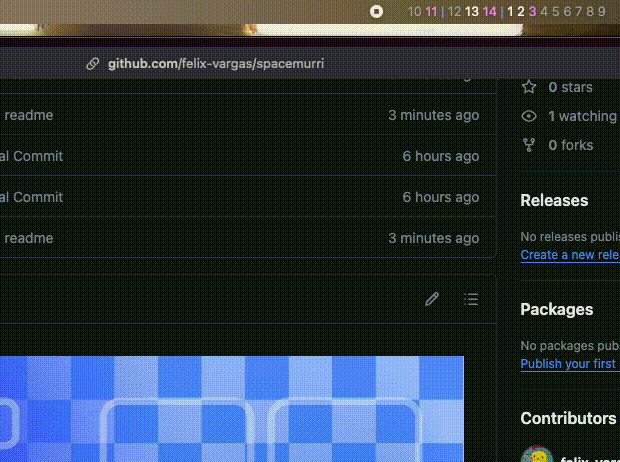 10 11 | 12 13 14 | 1 2 3 4 5 6 7 8 9
github.com/felix-vargas/spacemurri
0 stars
readme 3 minutes ago
1 watching
0 forks
al Commit 6 hours ago
al Commit 6 hours ago
Releases
readme 3 minutes ago
No releases publis
Create a new rele
Packages
No packages pub
Publish your first
Contributors
felix-varg